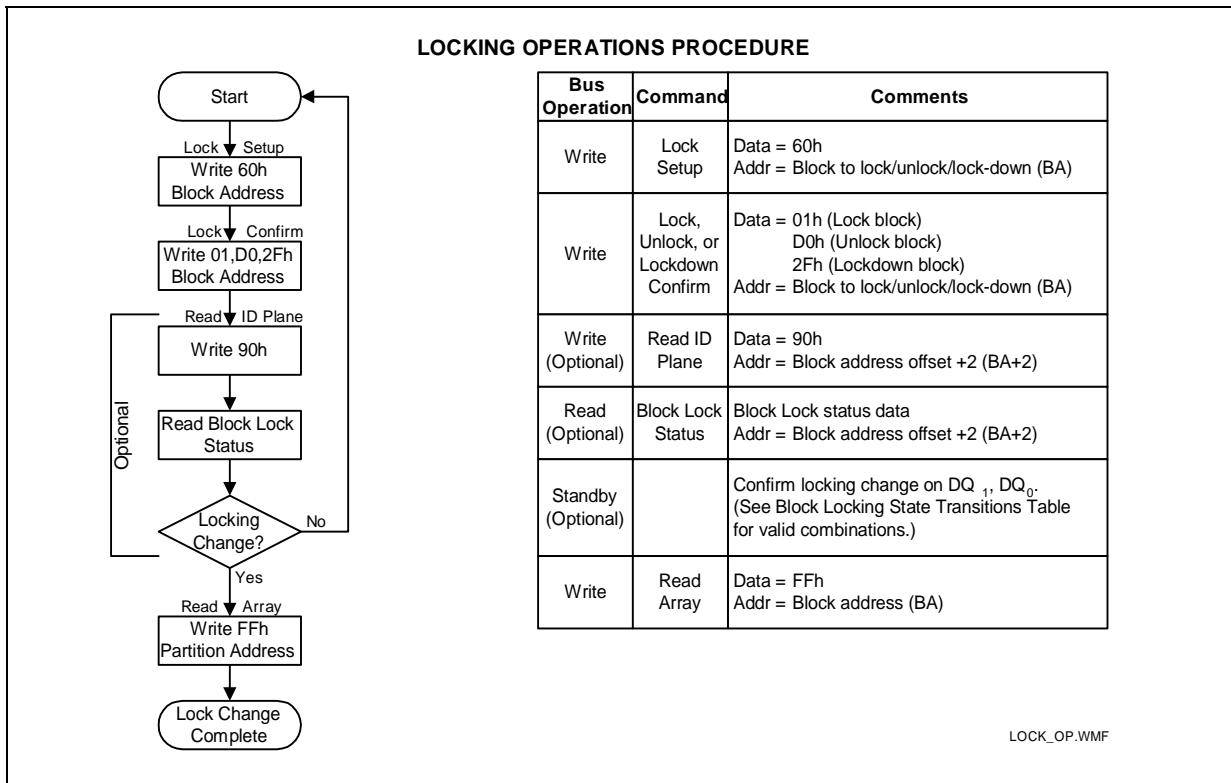 LOCKING OPERATIONS PROCEDURE
Start
Lock Setup
Write 60h
Block Address
Lock Confirm
Write 01,D0,2Fh
Block Address
Read ID Plane
Write 90h
Optional
Read Block Lock
Status
Locking
Change?
No
Yes
Read Array
Write FFh
Partition Address
Lock Change
Complete
Bus
Operation
Command
Comments
Write
Lock
Setup
Data = 60h
Addr = Block to lock/unlock/lock-down (BA)
Write
Lock,
Unlock, or
Lockdown
Confirm
Data = 01h (Lock block)
D0h (Unlock block)
2Fh (Lockdown block)
Addr = Block to lock/unlock/lock-down (BA)
Write
(Optional)
Read ID
Plane
Data = 90h
Addr = Block address offset +2 (BA+2)
Read
(Optional)
Block Lock
Status
Block Lock status data
Addr = Block address offset +2 (BA+2)
Standby
(Optional)
Confirm locking change on DQ 1, DQ0.
(See Block Locking State Transitions Table
for valid combinations.)
Write
Read
Array
Data = FFh
Addr = Block address (BA)
LOCK_OP.WMF